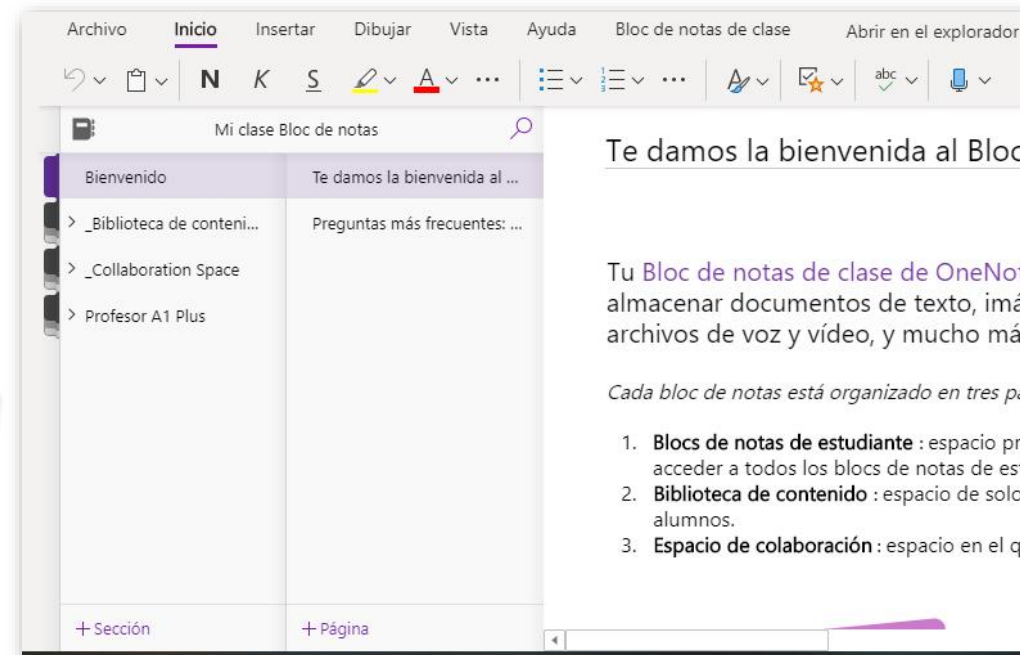 Archivo Inicio Insertar Dibujar Vista Ayuda Bloc de notas de clase Abrir en el explorador
N K S A ... ... abc
Mi clase Bloc de notas
Bienvenido
_Biblioteca de conteni...
_Collaboration Space
Profesor A1 Plus
+ Sección
Te damos la bienvenida al ...
Preguntas más frecuentes: ...
+ Página
Te damos la bienvenida al Bloc
Tu Bloc de notas de clase de OneNot
almacenar documentos de texto, imá
archivos de voz y vídeo, y mucho má
Cada bloc de notas está organizado en tres pa
1. Blocs de notas de estudiante : espacio pr
acceder a todos los blocs de notas de es
2. Biblioteca de contenido : espacio de solo
alumnos.
3. Espacio de colaboración : espacio en el q